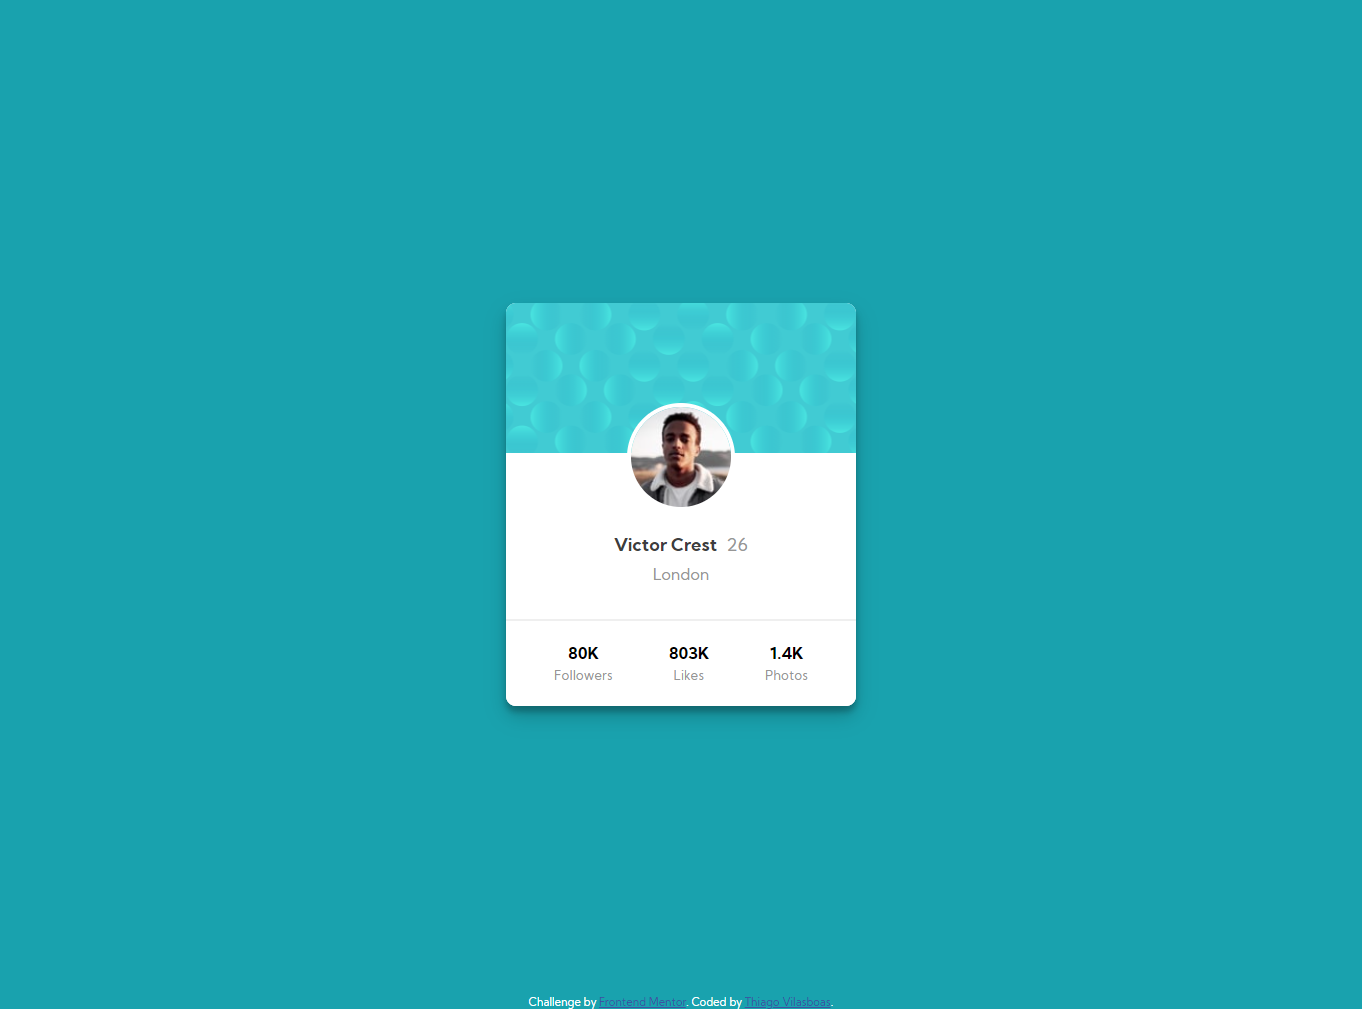 Victor Crest 26
London
80K 803K 1.4K
Followers Likes Photos
Challenge by Frontend Mentor. Coded by Thiago Vilasboas.